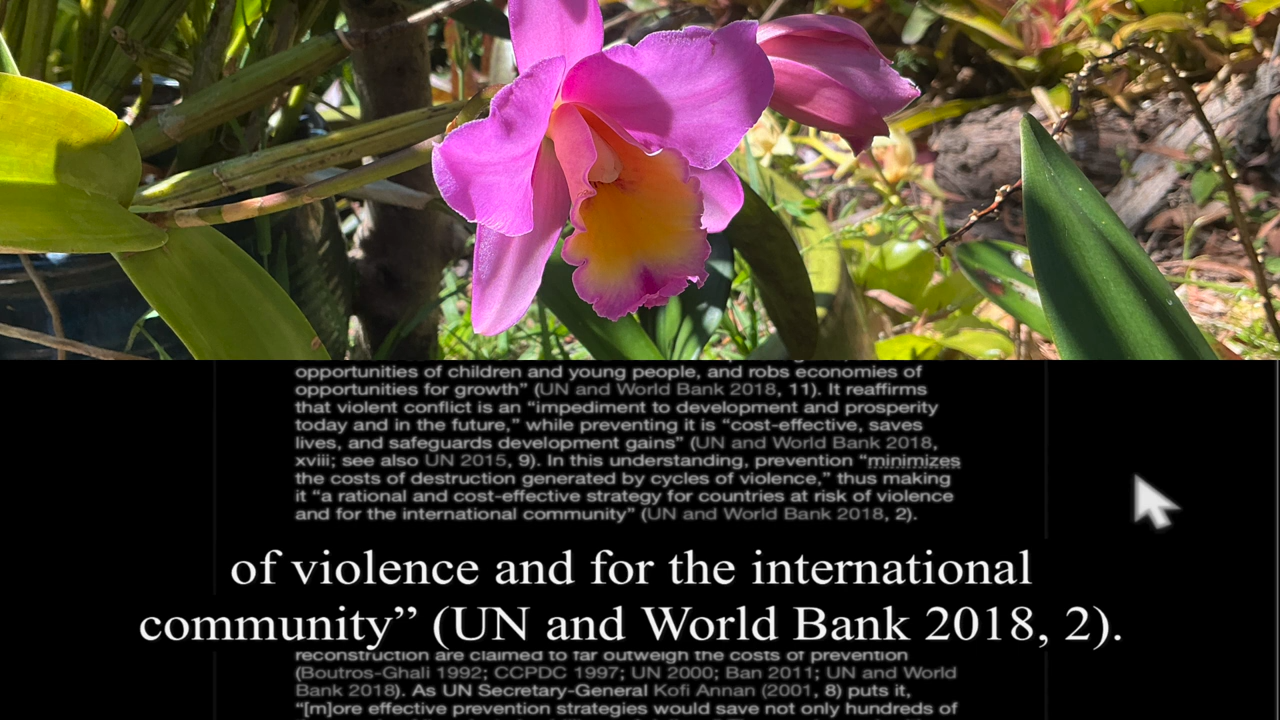 opportunities of children and young people, and robs economies of
opportunities for growth” (UN and World Bank 2018, 11). It reaffirms
that violent conflict is an “impediment to development and prosperity
today and in the future,” while preventing it is “cost-effective, saves
lives, and safeguards development gains” (UN and World Bank 2018,
xviii; see also UN 2015, 9). In this understanding, prevention “minimizes
the costs of destruction generated by cycles of violence,” thus making
it “a rational and cost-effective strategy for countries at risk of violence
and for the international community” (UN and World Bank 2018, 2).
of violence and for the international
community” (UN and World Bank 2018, 2).
reconstruction are claimed to far outweigh the costs of prevention
(Boutros-Ghali 1992; CCPDC 1997; UN 2000; Ban 2011; UN and World
Bank 2018). As UN Secretary-General Kofi Annan (2001, 8) puts it,
“[m]ore effective prevention strategies would save not only hundreds of